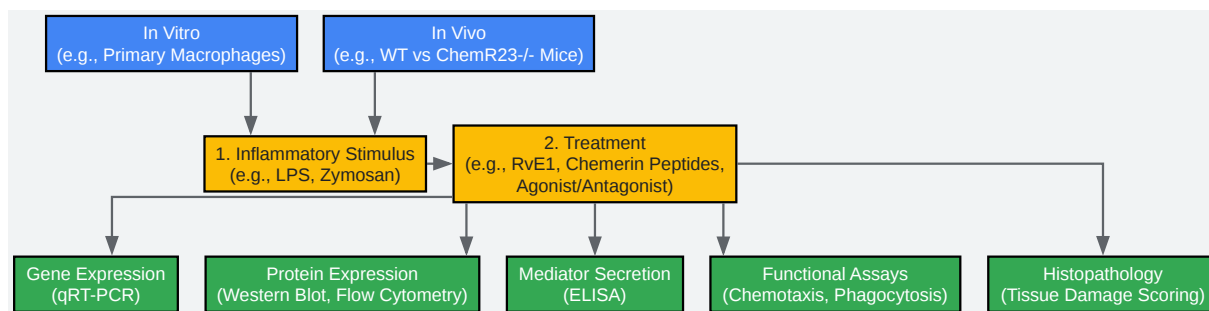 In Vitro
(e.g., Primary Macrophages)
In Vivo
(e.g., WT vs ChemR23-/- Mice)
1. Inflammatory Stimulus
(e.g., LPS, Zymosan)
2. Treatment
(e.g., RvE1, Chemerin Peptides,
Agonist/Antagonist)
Gene Expression
(qRT-PCR)
Protein Expression
(Western Blot, Flow Cytometry)
Mediator Secretion
(ELISA)
Functional Assays
(Chemotaxis, Phagocytosis)
Histopathology
(Tissue Damage Scoring)